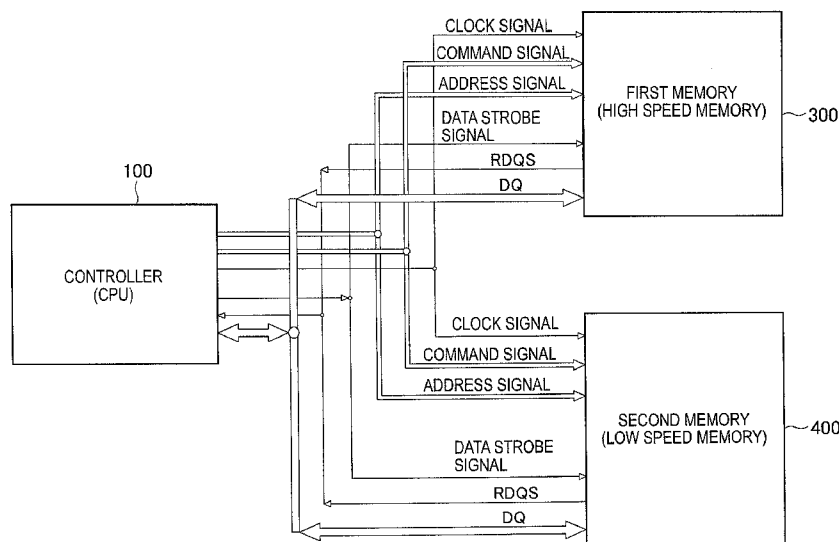 CLOCK SIGNAL
COMMAND SIGNAL
ADDRESS SIGNAL
DATA STROBE
SIGNAL
RDQS
DQ
FIRST MEMORY
(HIGH SPEED MEMORY)
300
100
CONTROLLER
(CPU)
CLOCK SIGNAL
COMMAND SIGNAL
ADDRESS SIGNAL
DATA STROBE
SIGNAL
RDQS
DQ
SECOND MEMORY
(LOW SPEED MEMORY)
400